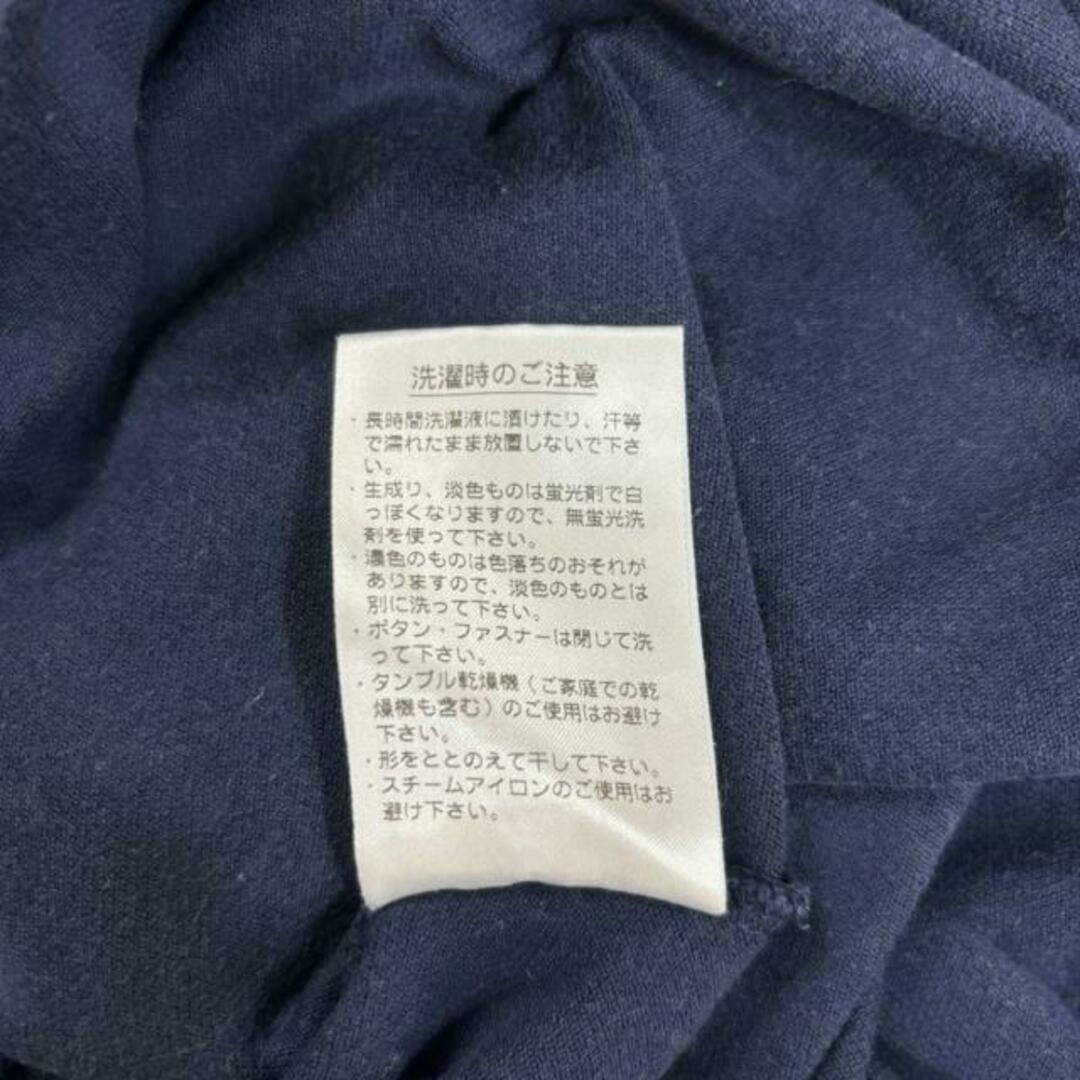 洗濯時のご注意
・長時間洗濯液に漬けたり、汗等
で濡れたまま放置しないで下さ
い。
・生成り、淡色ものは蛍光剤で白
っぽくなりますので、無蛍光洗
剤を使って下さい。
・濃色のものは色落ちのおそれが
ありますので、淡色のものとは
別に洗って下さい。
・ボタン・ファスナーは閉じて洗
って下さい。
・タンブル乾燥機（ご家庭での乾
燥機も含む）のご使用はお避け
下さい。
・形をととのえて干して下さい。
・スチームアイロンのご使用はお
避け下さい。